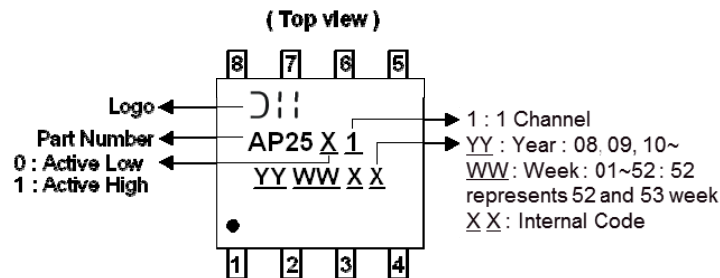 ( Top view )
8 7 6 5
Logo
DII
Part Number
AP25 X 1
0 : Active Low
1 : Active High
YY WW X X
1 : 1 Channel
YY : Year : 08, 09, 10~
WW : Week : 01~52 : 52
represents 52 and 53 week
X X : Internal Code
1 2 3 4